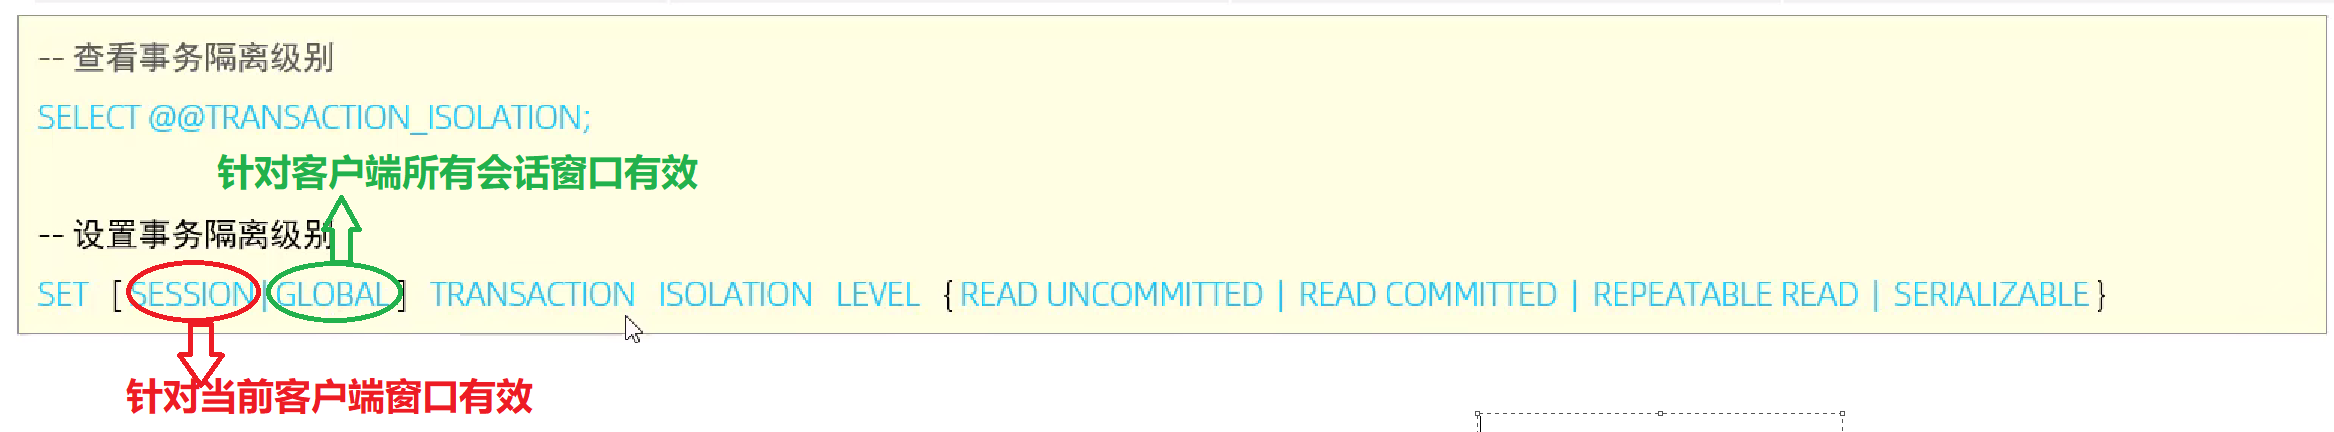 -- 查看事务隔离级别
SELECT @@TRANSACTION_ISOLATION;
针对客户端所有会话窗口有效
-- 设置事务隔离级别
SET [ SESSION | GLOBAL ] TRANSACTION ISOLATION LEVEL { READ UNCOMMITTED | READ COMMITTED | REPEATABLE READ | SERIALIZABLE }
针对当前客户端窗口有效